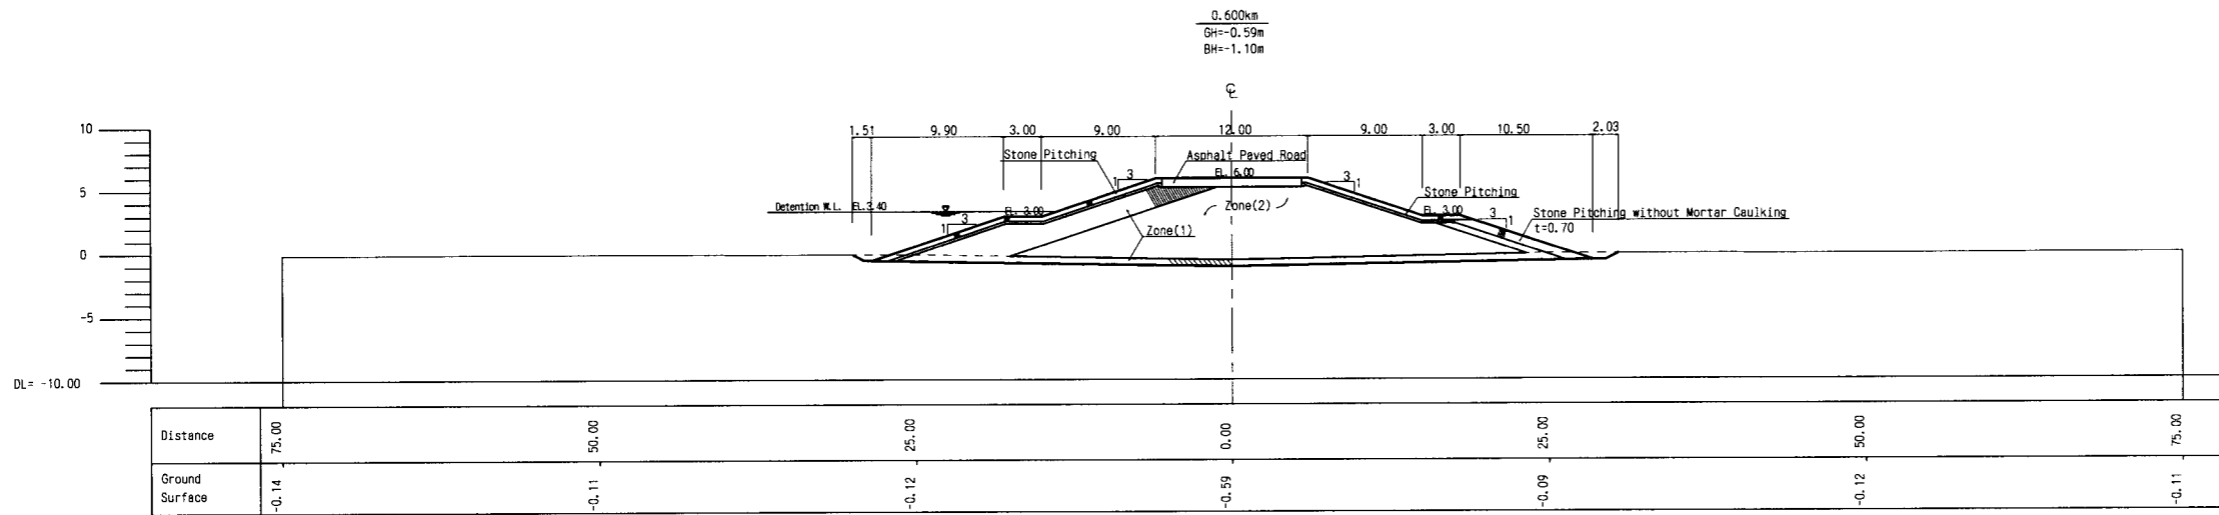 0.600km
GH=-0.59m
BH=-1.10m
℄
10
5
0
-5
DL= -10.00
1.51 9.90 3.00 9.00 12.00 9.00 3.00 10.50 2.03
Stone Pitching
Asphalt Paved Road
EL. 6.00
3
1
3
1
Stone Pitching
Detention W.L. EL.3.40
EL. 3.00
Zone(2)
EL. 3.00
3
1
3
1
Stone Pitching without Mortar Caulking
t=0.70
Zone(1)
Distance 75.00 50.00 25.00 0.00 25.00 50.00 75.00
Ground
Surface
-0.14 -0.11 -0.12 -0.59 -0.09 -0.12 -0.11